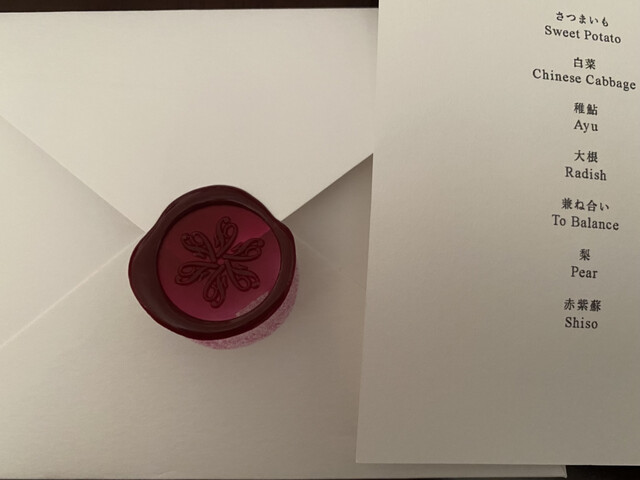 さつまいも
Sweet Potato
白菜
Chinese Cabbage
稚鮎
Ayu
大根
Radish
兼ね合い
To Balance
梨
Pear
赤紫蘇
Shiso